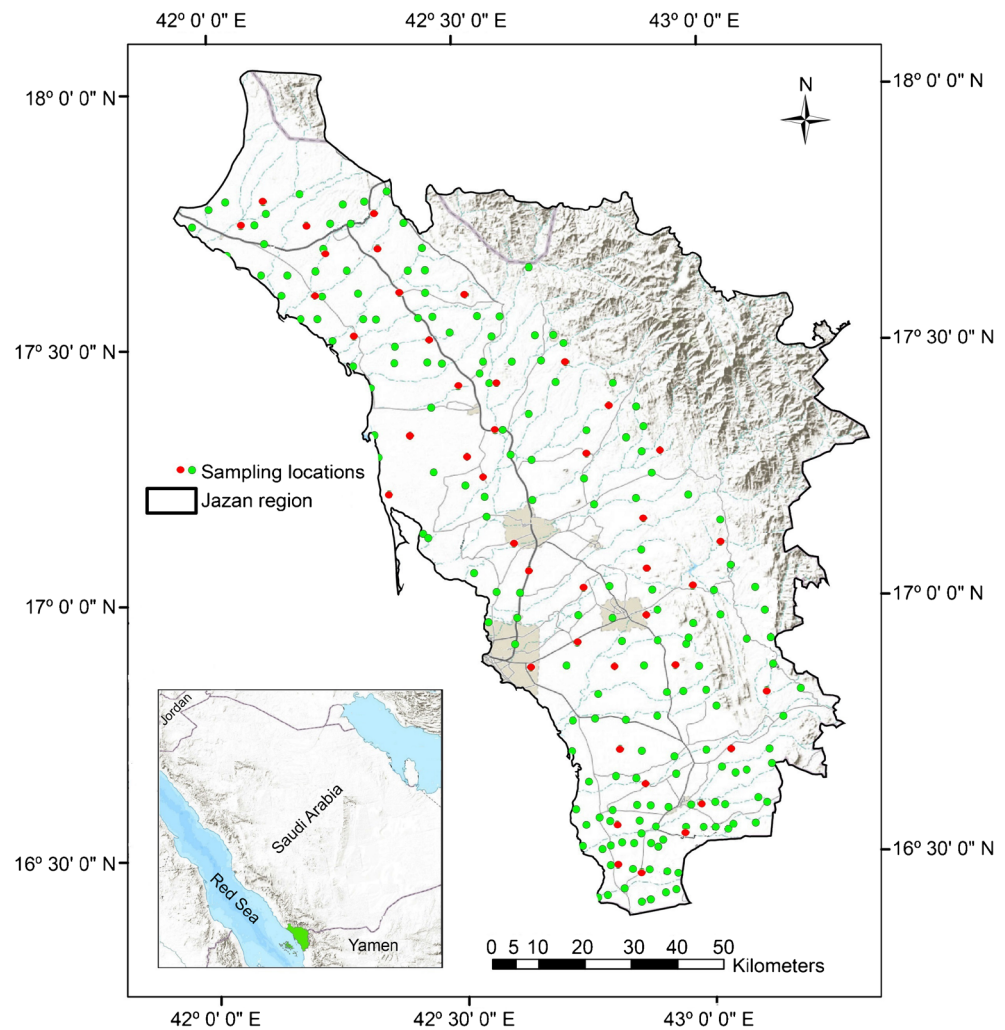 42º 0' 0" E
42º 30' 0" E
43º 0' 0" E
18º 0' 0" N
18º 0' 0" N
N
17º 30' 0" N
17º 30' 0" N
Sampling locations
Jazan region
17º 0' 0" N
17º 0' 0" N
Jordan
Saudi Arabia
Red Sea
Yamen
16º 30' 0" N
16º 30' 0" N
0 5 10 20 30 40 50
Kilometers
42º 0' 0" E
42º 30' 0" E
43º 0' 0" E